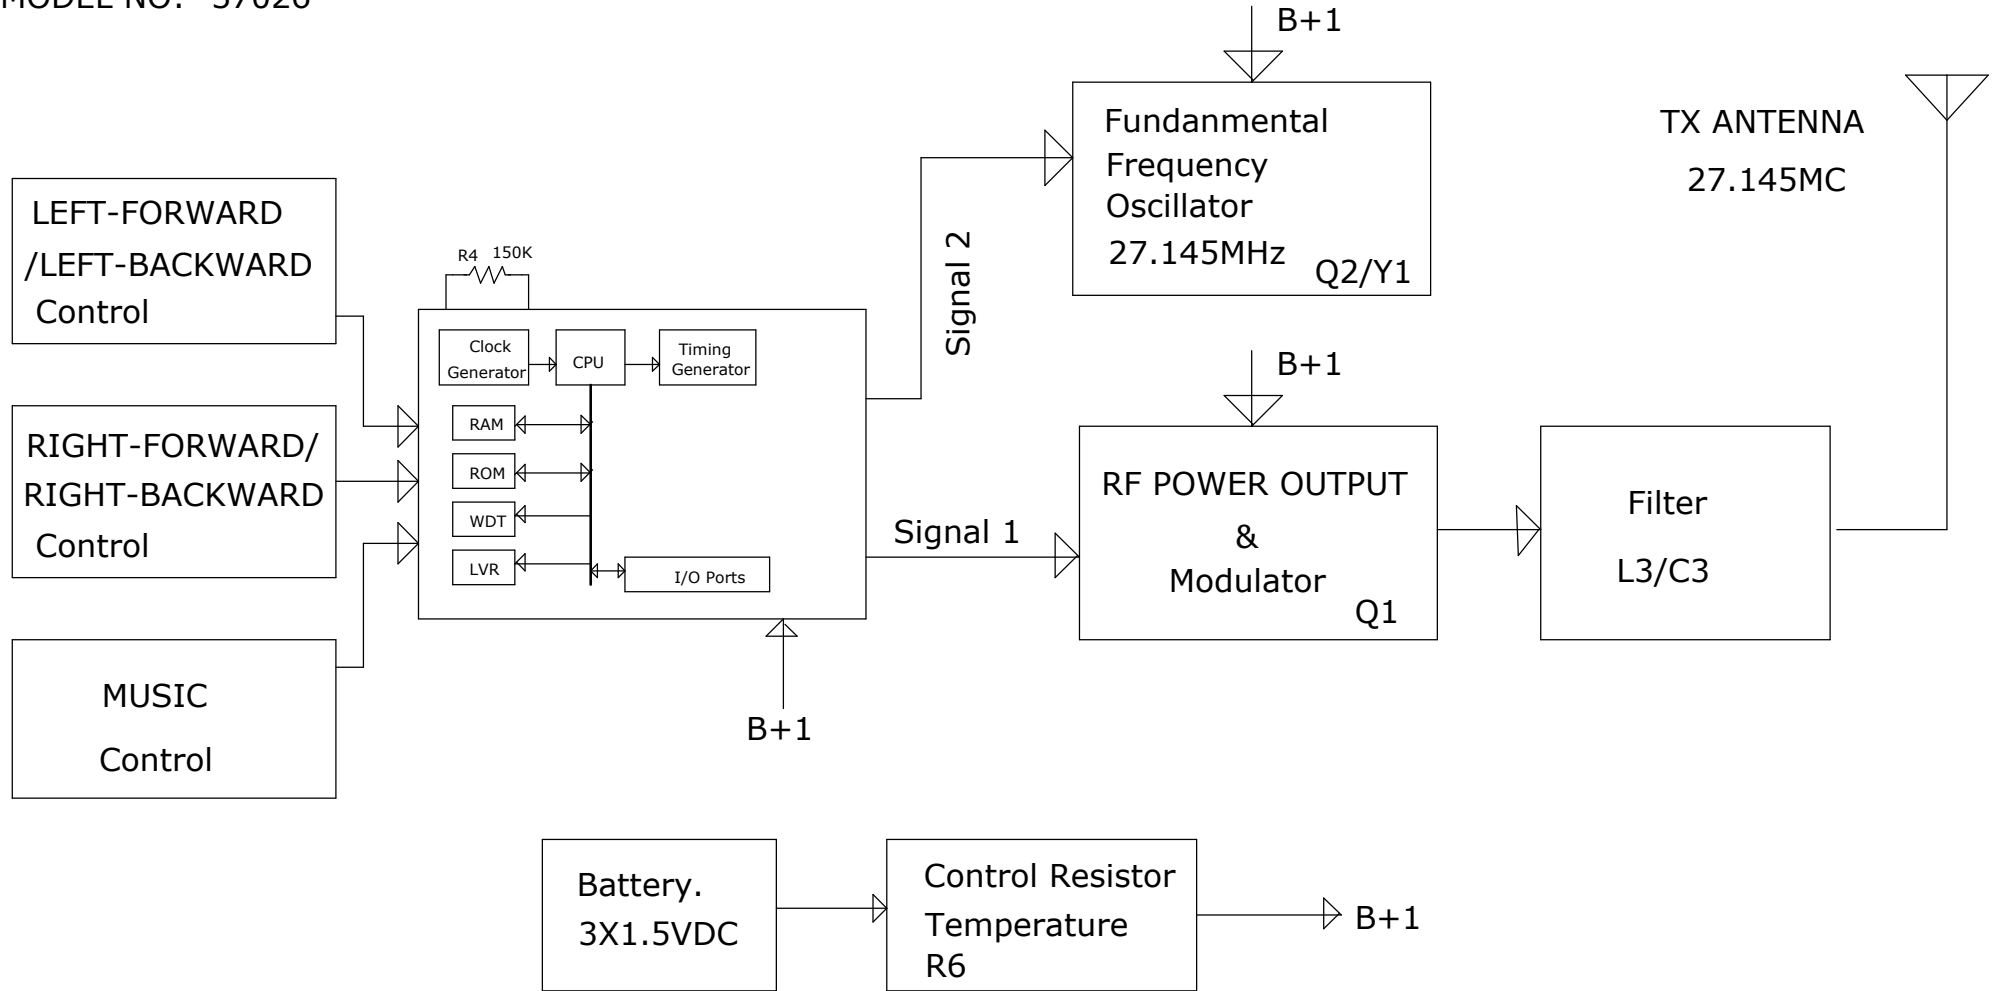 MODEL NO: 37026
B+1
Fundanmental
Frequency
Oscillator
27.145MHz
Q2/Y1
TX ANTENNA
27.145MC
LEFT-FORWARD
/LEFT-BACKWARD
Control
R4 150K
Signal 2
Clock
Generator
CPU
Timing
Generator
RAM
ROM
WDT
LVR
I/O Ports
RIGHT-FORWARD/
RIGHT-BACKWARD
Control
B+1
Signal 1
RF POWER OUTPUT
&
Modulator
Q1
Filter
L3/C3
MUSIC
Control
B+1
Battery.
3X1.5VDC
Control Resistor
Temperature
R6
B+1